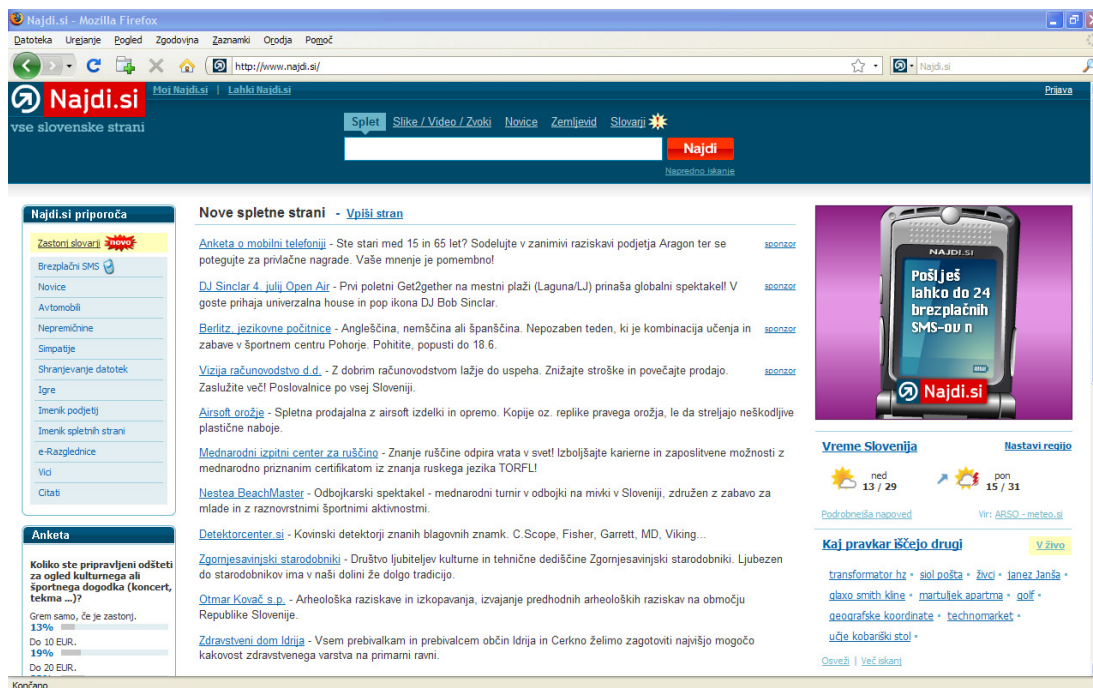 Najdi.si - Mozilla Firefox
Datoteka Urejanje Pogled Zgodovina Zaznamki Orodja Pomoč
http://www.najdi.si/
Najdi.si
Najdi.si
vse slovenske strani
Moj Najdi.si | Lahki Najdi.si
Prijava
Splet Slike / Video / Zvoki Novice Zemljevid Slovarji
Najdi
Napredno iskanje
Najdi.si priporoča
Zastonj slovarji novo
Brezplačni SMS
Novice
Avtomobili
Nepremičnine
Simpatije
Shranjevanje datotek
Igre
Imenik podjetij
Imenik spletnih strani
e-Razglednice
Vici
Citati
Anketa
Koliko ste pripravljeni odšteti
za ogled kulturnega ali
športnega dogodka (koncert,
tekma ...)?
Grem samo, če je zastonj.
13%
Do 10 EUR.
19%
Do 20 EUR.
Nove spletne strani - Vpiši stran
Anketa o mobilni telefoniji - Ste stari med 15 in 65 let? Sodelujte v zanimivi raziskavi podjetja Aragon ter se sponzor
potegujte za privlačne nagrade. Vaše mnenje je pomembno!
DJ Sinclar 4. julij Open Air - Prvi poletni Get2gether na mestni plaži (Laguna/LJ) prinaša globalni spektakel! V sponzor
goste prihaja univerzalna house in pop ikona DJ Bob Sinclar.
Berlitz, jezikovne počitnice - Angleščina, nemščina ali španščina. Nepozaben teden, ki je kombinacija učenja in sponzor
zabave v športnem centru Pohorje. Pohitite, popusti do 18.6.
Vizija računovodstvo d.d. - Z dobrim računovodstvom lažje do uspeha. Znižajte stroške in povečajte prodajo. sponzor
Zaslužite več! Poslovalnice po vsej Sloveniji.
Airsoft orožje - Spletna prodajalna z airsoft izdelki in opremo. Kopije oz. replike pravega orožja, le da streljajo neškodljive
plastične naboje.
Mednarodni izpitni center za ruščino - Znanje ruščine odpira vrata v svet! Izboljšajte karierne in zaposlitvene možnosti z
mednarodno priznanim certifikatom iz znanja ruskega jezika TORFL!
Nestea BeachMaster - Odbojkarski spektakel - mednarodni turnir v odbojki na mivki v Sloveniji, združen z zabavo za
mlade in z raznovrstnimi športnimi aktivnostmi.
Detektorcenter.si - Kovinski detektorji znanih blagovnih znamk. C.Scope, Fisher, Garrett, MD, Viking...
Zgornjesavinjski starodobniki - Društvo ljubiteljev kulturne in tehnične dediščine Zgornjesavinjski starodobniki. Ljubezen
do starodobnikov ima v naši dolini že dolgo tradicijo.
Otmar Kovač s.p. - Arheološka raziskave in izkopavanja, izvajanje predhodnih arheoloških raziskav na območju
Republike Slovenije.
Zdravstveni dom Idrija - Vsem prebivalkam in prebivalcem občin Idrija in Cerkno želimo zagotoviti najvišjo mogočo
kakovost zdravstvenega varstva na primarni ravni.
NAJDI.SI
Pošlješ
lahko do 24
brezplačnih
SMS-ov n
Najdi.si
Vreme Slovenija Nastavi regijo
ned
13 / 29
pon
15 / 31
Podrobnejša napoved Vir: ARSO - meteo.si
Kaj pravkar iščejo drugi V živo
transformator hz • siol pošta • živci • janez Janša •
glaxo smith kline • martuljek apartma • golf •
geografske koordinate • technomarket •
učje kobariški stol •
Osveži | Več iskanj
Končano